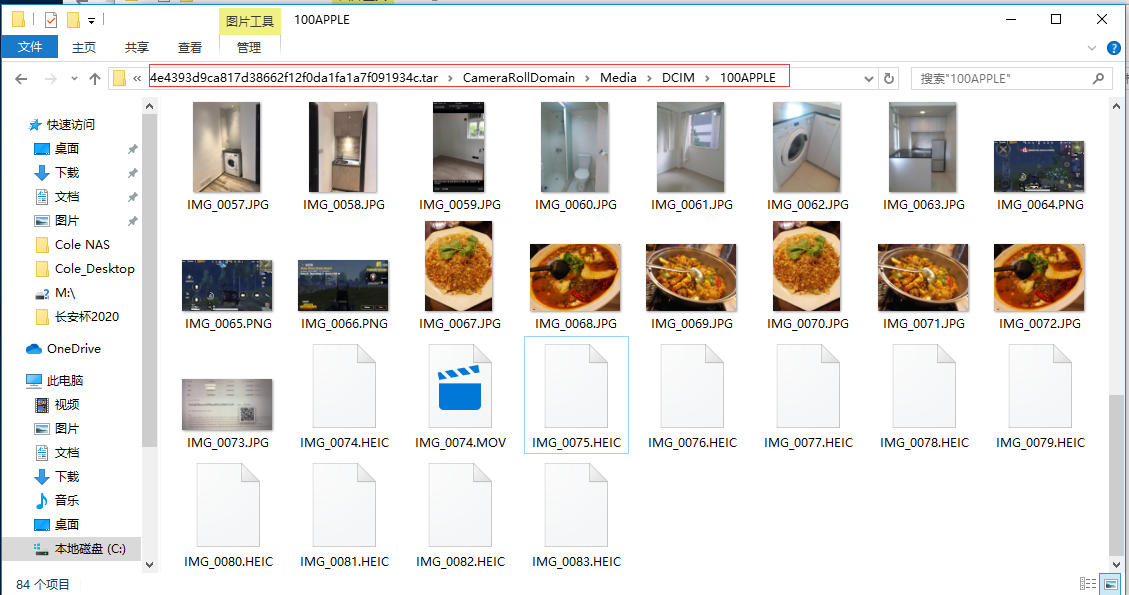 图片工具 100APPLE
文件 主页 共享 查看 管理
« 4e4393d9ca817d38662f12f0da1fa1a7f091934c.tar › CameraRollDomain › Media › DCIM › 100APPLE 搜索"100APPLE"
快速访问
桌面
下载
文档
图片
Cole NAS
Cole_Desktop
M:\
长安杯2020
OneDrive
此电脑
视频
图片
文档
下载
音乐
桌面
本地磁盘 (C:)
IMG_0057.JPG IMG_0058.JPG IMG_0059.JPG IMG_0060.JPG IMG_0061.JPG IMG_0062.JPG IMG_0063.JPG IMG_0064.PNG
IMG_0065.PNG IMG_0066.PNG IMG_0067.JPG IMG_0068.JPG IMG_0069.JPG IMG_0070.JPG IMG_0071.JPG IMG_0072.JPG
IMG_0073.JPG IMG_0074.HEIC IMG_0074.MOV IMG_0075.HEIC IMG_0076.HEIC IMG_0077.HEIC IMG_0078.HEIC IMG_0079.HEIC
IMG_0080.HEIC IMG_0081.HEIC IMG_0082.HEIC IMG_0083.HEIC
84 个项目